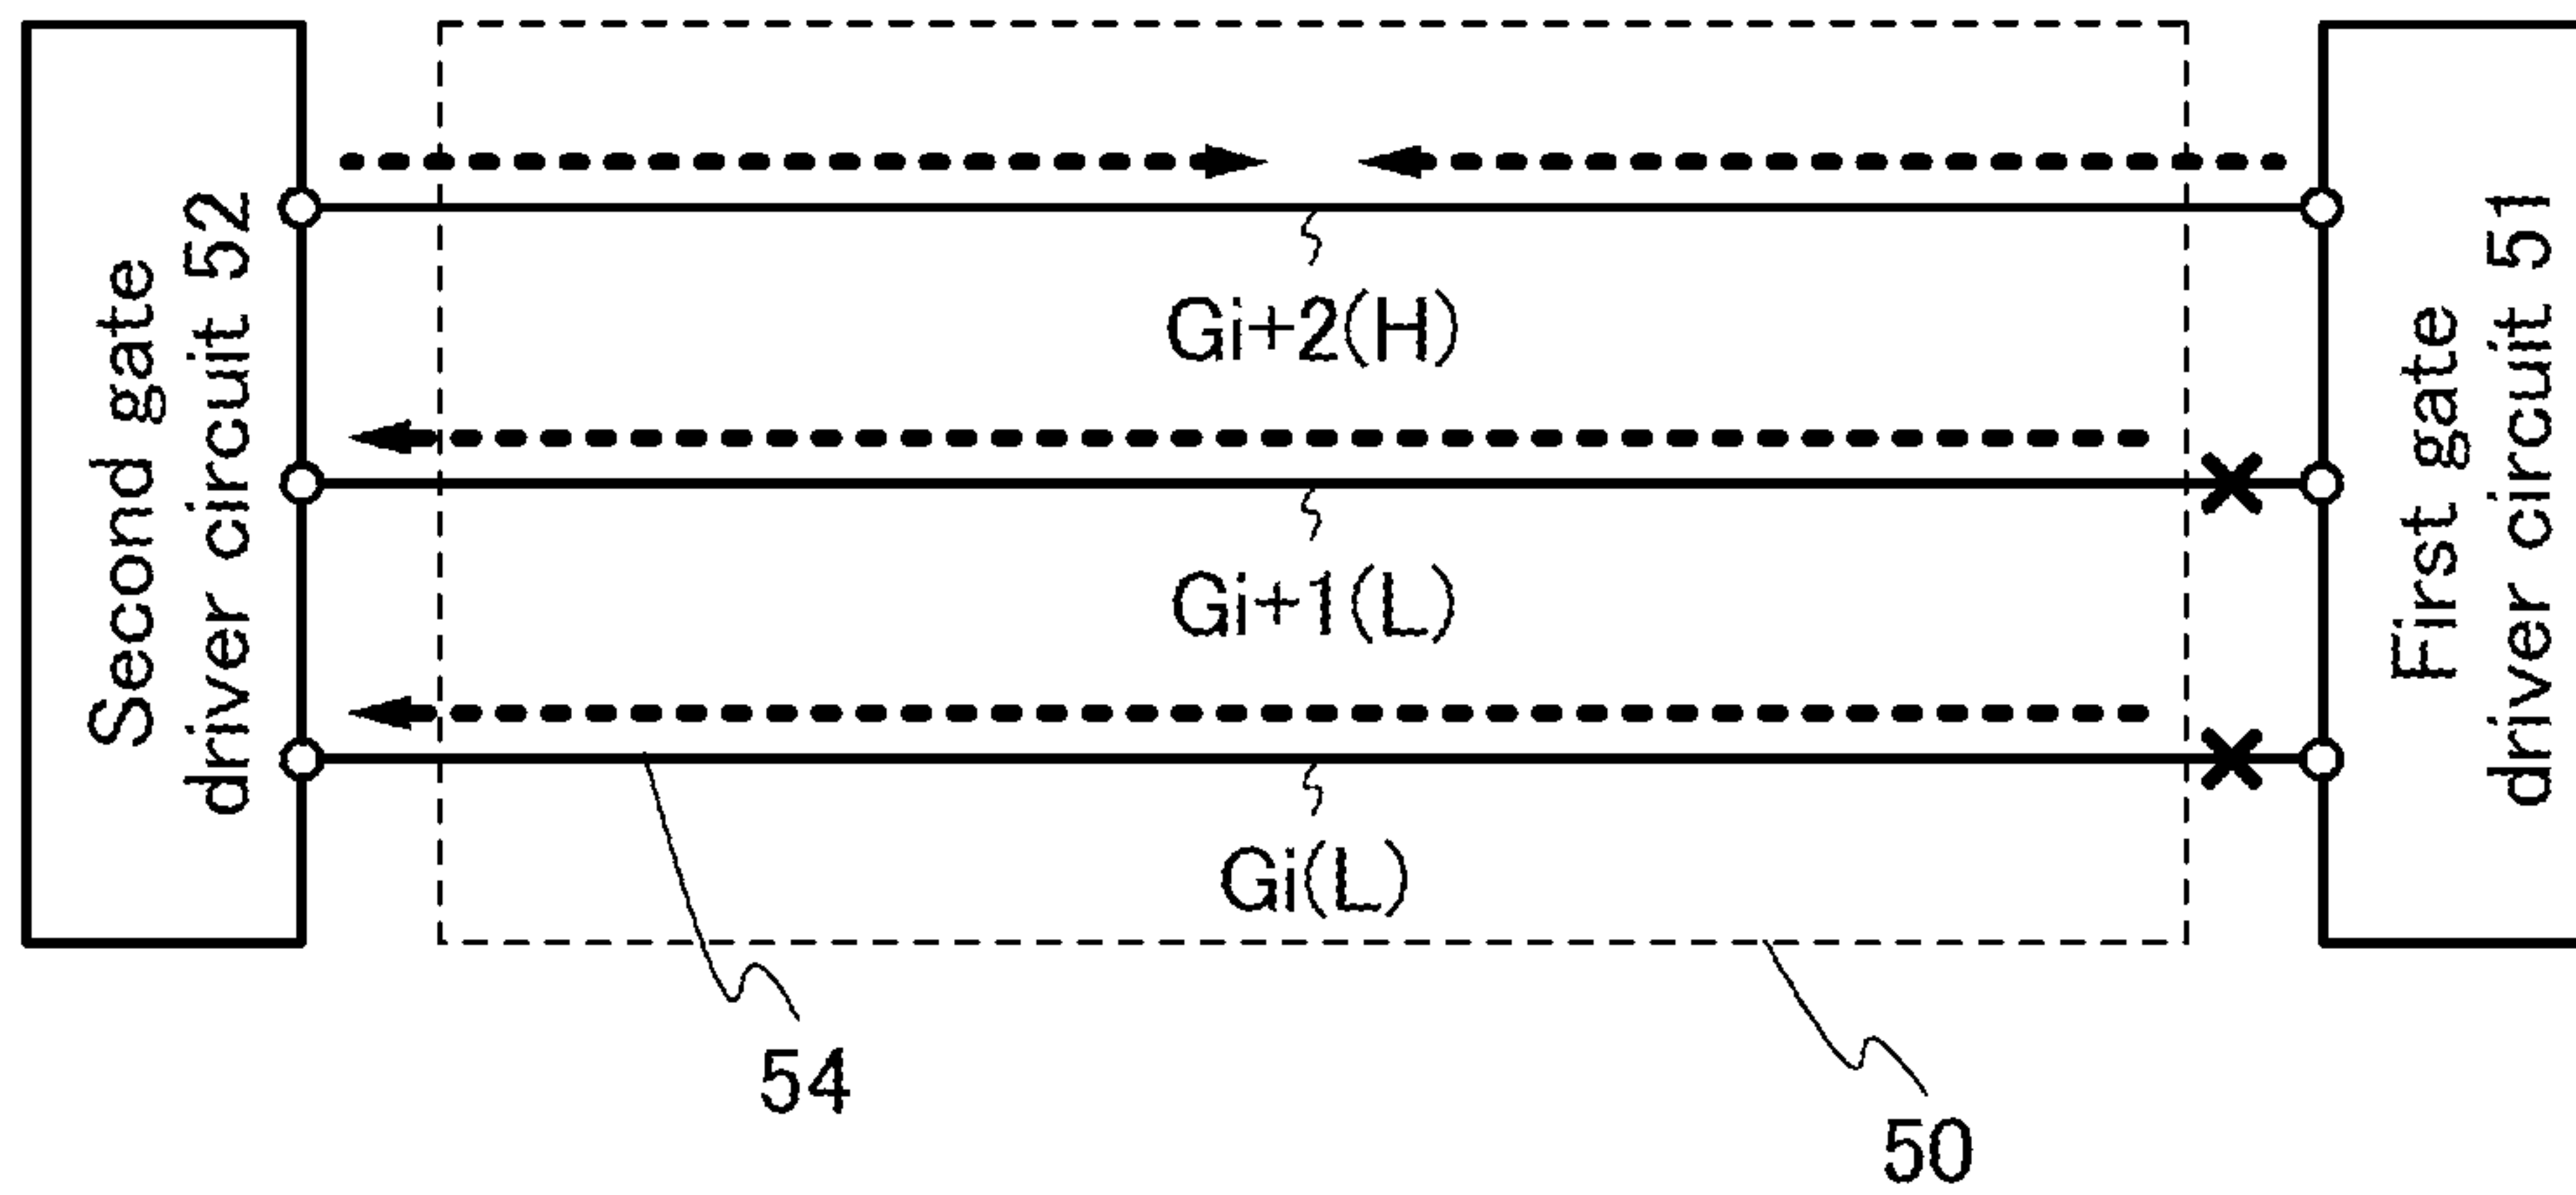 Second gate
driver circuit 52
Gi+2(H)
Gi+1(L)
Gi(L)
First gate
driver circuit 51
54
50